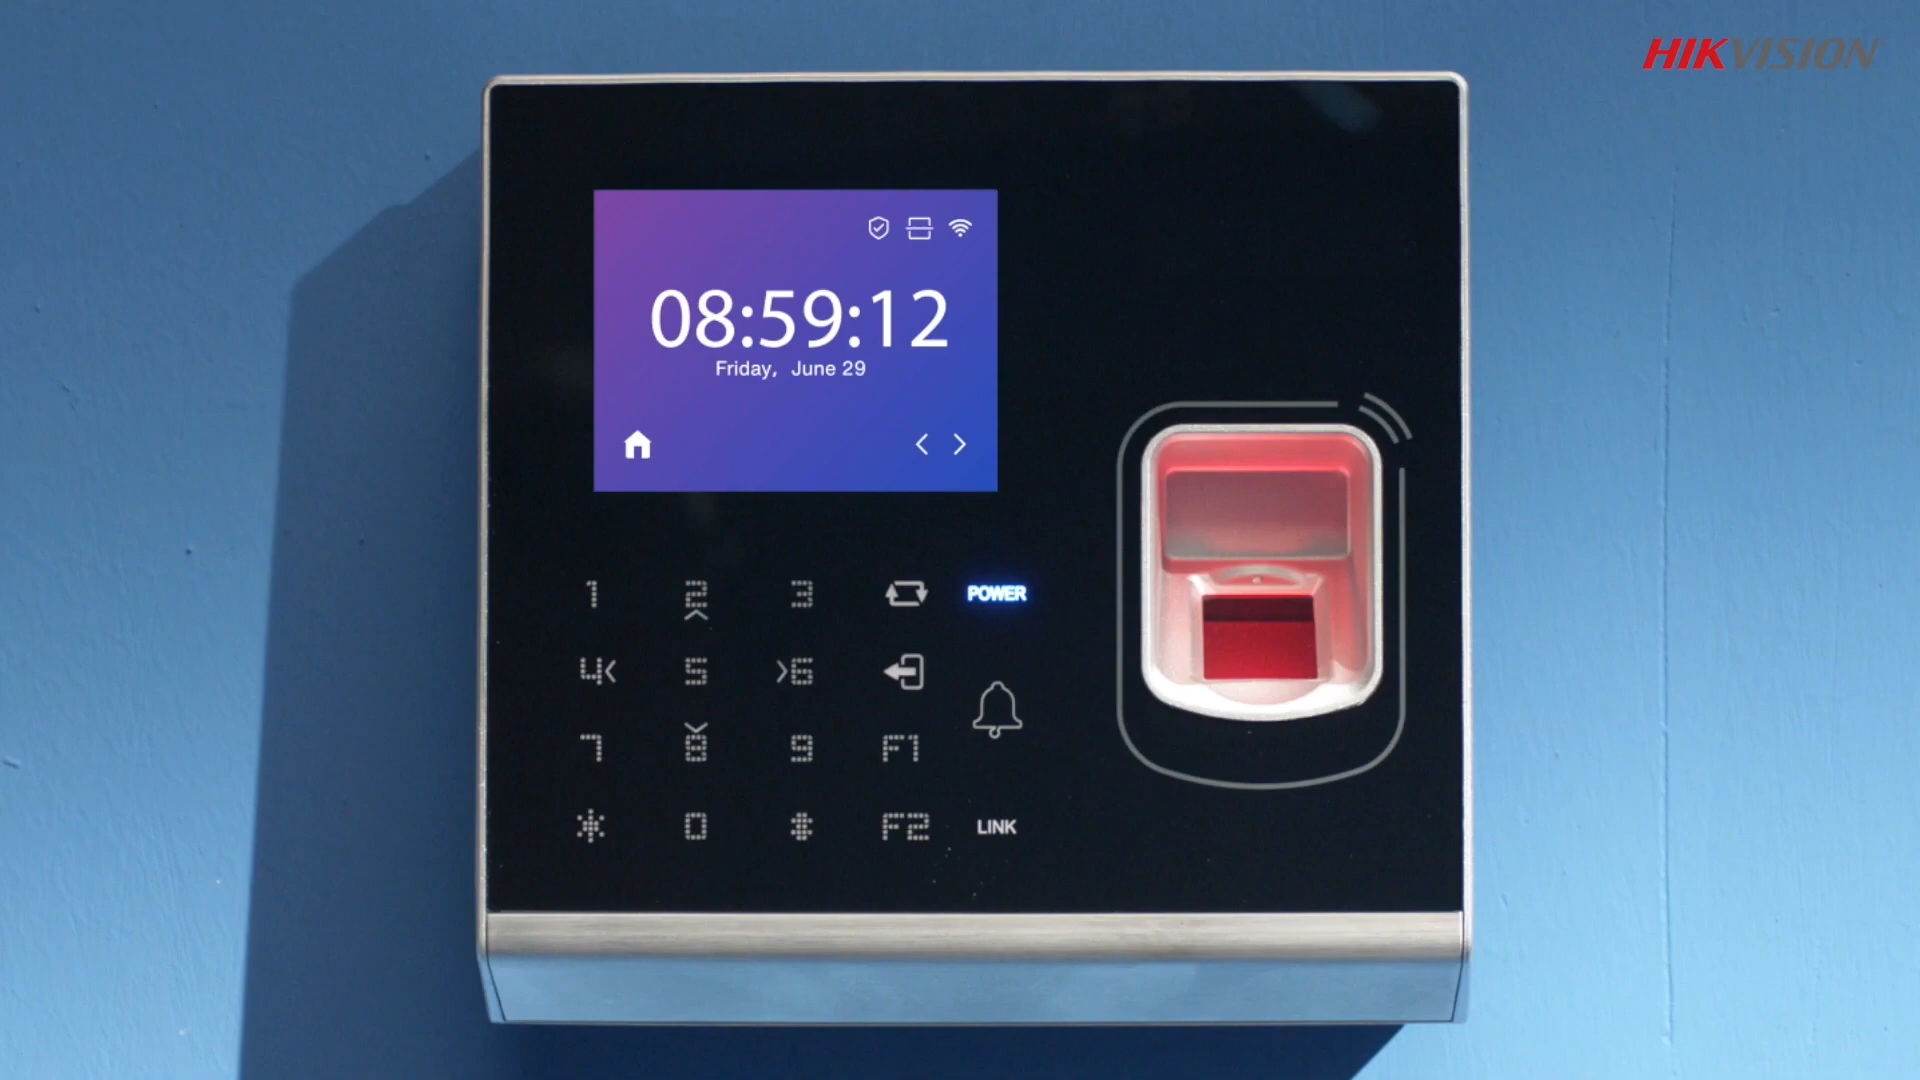 HIKVISION
08:59:12
Friday, June 29
1 2 3 POWER
4 5 6
7 8 9 F1
* 0 # F2 LINK